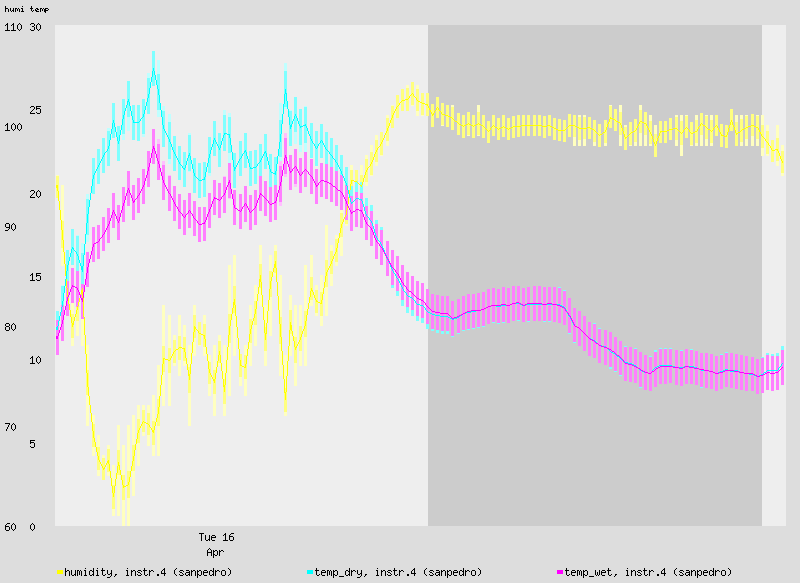 humi temp
110 30
25
100
20
90
15
80
10
70
5
60 0
Tue 16
Apr
humidity, instr.4 (sanpedro) temp_dry, instr.4 (sanpedro) temp_wet, instr.4 (sanpedro)